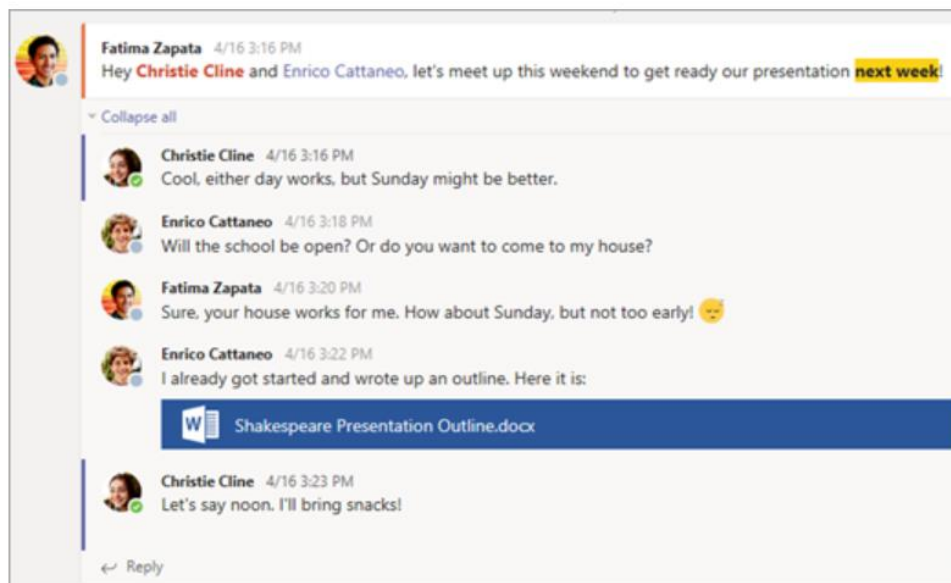 Fatima Zapata 4/16 3:16 PM
Hey Christie Cline and Enrico Cattaneo, let's meet up this weekend to get ready our presentation next week!
Collapse all
Christie Cline 4/16 3:16 PM
Cool, either day works, but Sunday might be better.
Enrico Cattaneo 4/16 3:18 PM
Will the school be open? Or do you want to come to my house?
Fatima Zapata 4/16 3:20 PM
Sure, your house works for me. How about Sunday, but not too early! 😴
Enrico Cattaneo 4/16 3:22 PM
I already got started and wrote up an outline. Here it is:
W Shakespeare Presentation Outline.docx
Christie Cline 4/16 3:23 PM
Let's say noon. I'll bring snacks!
Reply